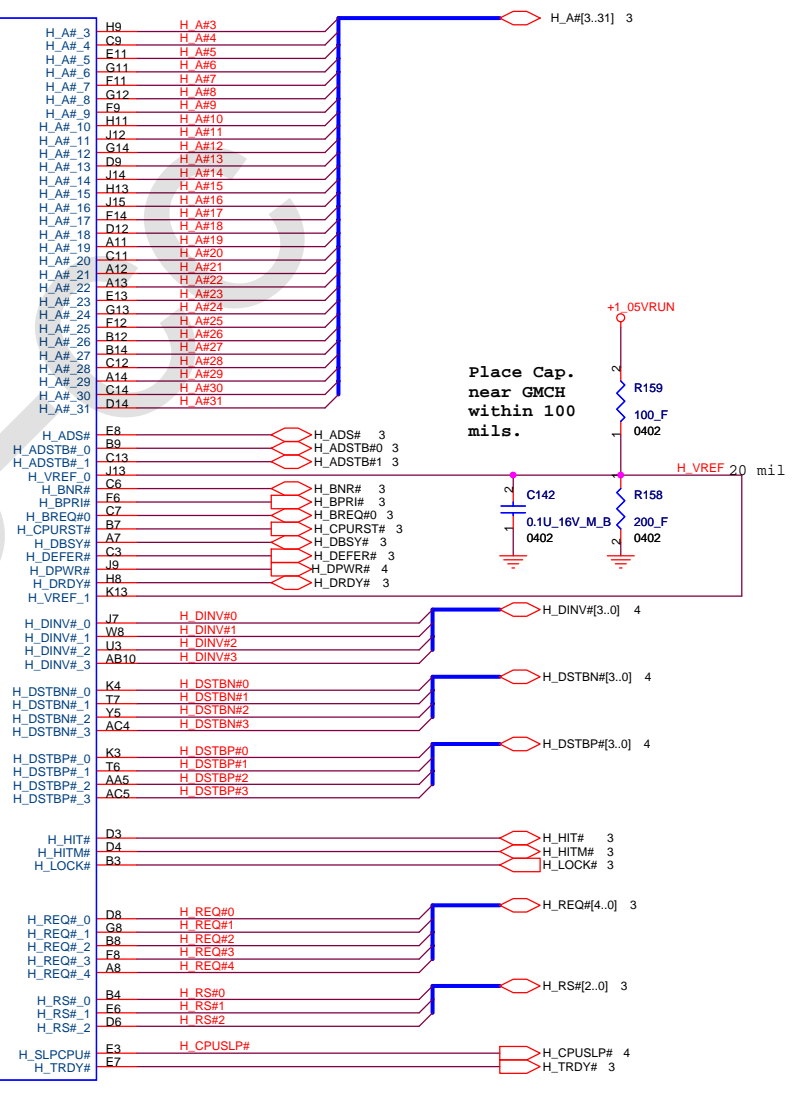 H_A#_3 H9 H_A#3 H_A#[3..31] 3
H_A#_4 C9 H_A#4
H_A#_5 E11 H_A#5
H_A#_6 G11 H_A#6
H_A#_7 F11 H_A#7
H_A#_8 G12 H_A#8
H_A#_9 F9 H_A#9
H_A#_10 H11 H_A#10
H_A#_11 J12 H_A#11
H_A#_12 G14 H_A#12
H_A#_13 D9 H_A#13
H_A#_14 J14 H_A#14
H_A#_15 H13 H_A#15
H_A#_16 J15 H_A#16
H_A#_17 F14 H_A#17
H_A#_18 D12 H_A#18
H_A#_19 A11 H_A#19
H_A#_20 C11 H_A#20
H_A#_21 A12 H_A#21
H_A#_22 A13 H_A#22
H_A#_23 E13 H_A#23
H_A#_24 G13 H_A#24
H_A#_25 F12 H_A#25
H_A#_26 B12 H_A#26
H_A#_27 B14 H_A#27
H_A#_28 C12 H_A#28
H_A#_29 A14 H_A#29
H_A#_30 C14 H_A#30
H_A#_31 D14 H_A#31
+1_05VRUN
Place Cap.
near GMCH
within 100
mils.
2
R159
100_F
0402
1
H_ADS# E8 H_ADS# 3
H_ADSTB#_0 B9 H_ADSTB#0 3
H_ADSTB#_1 C13 H_ADSTB#1 3
H_VREF_0 J13 H_VREF 20 mil
H_BNR# C6 H_BNR# 3
H_BPRI# F6 H_BPRI# 3
H_BREQ#0 C7 H_BREQ#0 3
H_CPURST# B7 H_CPURST# 3
H_DBSY# A7 H_DBSY# 3
H_DEFER# C3 H_DEFER# 3
H_DPWR# J9 H_DPWR# 4
H_DRDY# H8 H_DRDY# 3
H_VREF_1 K13
2
C142
0.1U_16V_M_B
1
0402
1
R158
200_F
2
0402
H_DINV#_0 J7 H_DINV#0 H_DINV#[3..0] 4
H_DINV#_1 W8 H_DINV#1
H_DINV#_2 U3 H_DINV#2
H_DINV#_3 AB10 H_DINV#3
H_DSTBN#_0 K4 H_DSTBN#0 H_DSTBN#[3..0] 4
H_DSTBN#_1 T7 H_DSTBN#1
H_DSTBN#_2 Y5 H_DSTBN#2
H_DSTBN#_3 AC4 H_DSTBN#3
H_DSTBP#_0 K3 H_DSTBP#0 H_DSTBP#[3..0] 4
H_DSTBP#_1 T6 H_DSTBP#1
H_DSTBP#_2 AA5 H_DSTBP#2
H_DSTBP#_3 AC5 H_DSTBP#3
H_HIT# D3 H_HIT# 3
H_HITM# D4 H_HITM# 3
H_LOCK# B3 H_LOCK# 3
H_REQ#_0 D8 H_REQ#0 H_REQ#[4..0] 3
H_REQ#_1 G8 H_REQ#1
H_REQ#_2 B8 H_REQ#2
H_REQ#_3 F8 H_REQ#3
H_REQ#_4 A8 H_REQ#4
H_RS#_0 B4 H_RS#0 H_RS#[2..0] 3
H_RS#_1 E6 H_RS#1
H_RS#_2 D6 H_RS#2
H_SLPCPU# E3 H_CPUSLP# H_CPUSLP# 4
H_TRDY# E7 H_TRDY# 3